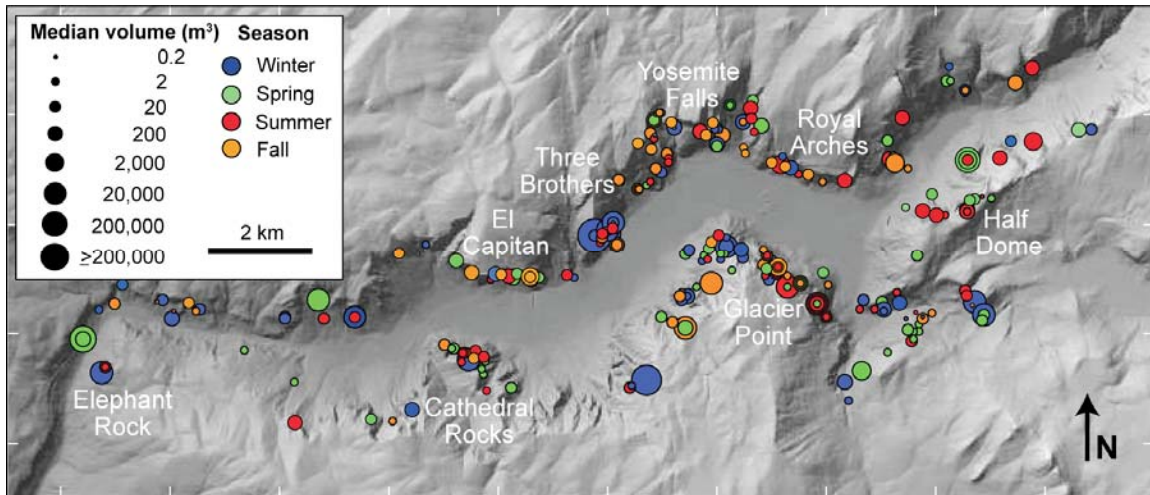 Median volume (m³)
0.2
2
20
200
2,000
20,000
200,000
≥200,000
Season
Winter
Spring
Summer
Fall
2 km
Yosemite
Falls
Royal
Arches
Three
Brothers
El
Capitan
Half
Dome
Glacier
Point
Elephant
Rock
Cathedral
Rocks
N